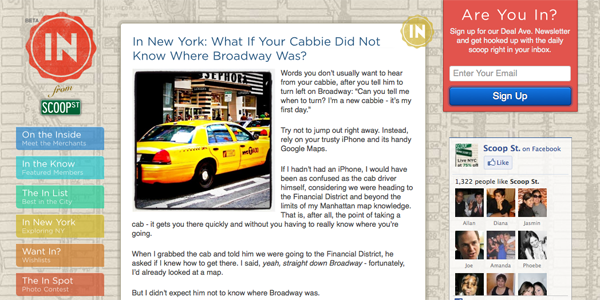 BETA
IN
from
SCOOP ST
On the Inside
Meet the Merchants
In the Know
Featured Members
The In List
Best in the City
In New York
Exploring NY
Want In?
Wishlists
The In Spot
Photo Contest
IN
In New York: What If Your Cabbie Did Not
Know Where Broadway Was?
SEPHORA
Words you don't usually want to hear
from your cabbie, after you tell him to
turn left on Broadway: "Can you tell me
when to turn? I'm a new cabbie - it's my
first day."
Try not to jump out right away. Instead,
rely on your trusty iPhone and its handy
Google Maps.
If I hadn't had an iPhone, I would have
been as confused as the cab driver
himself, considering we were heading to
the Financial District and beyond the
limits of my Manhattan map knowledge.
That is, after all, the point of taking a
cab - it gets you there quickly and without you having to really know where you're
going.
When I grabbed the cab and told him we were going to the Financial District, he
asked if I knew how to get there. I said, yeah, straight down Broadway - fortunately,
I'd already looked at a map.
But I didn't expect him not to know where Broadway was.
Are You In?
Sign up for our Deal Ave. Newsletter
and get hooked up with the daily
scoop right in your inbox.
Enter Your Email
Sign Up
Scoop St. on Facebook
Like
Live NYC
at 75% off
1,322 people like Scoop St.
Allan Diana Jasmin
Joe Amanda Phoebe